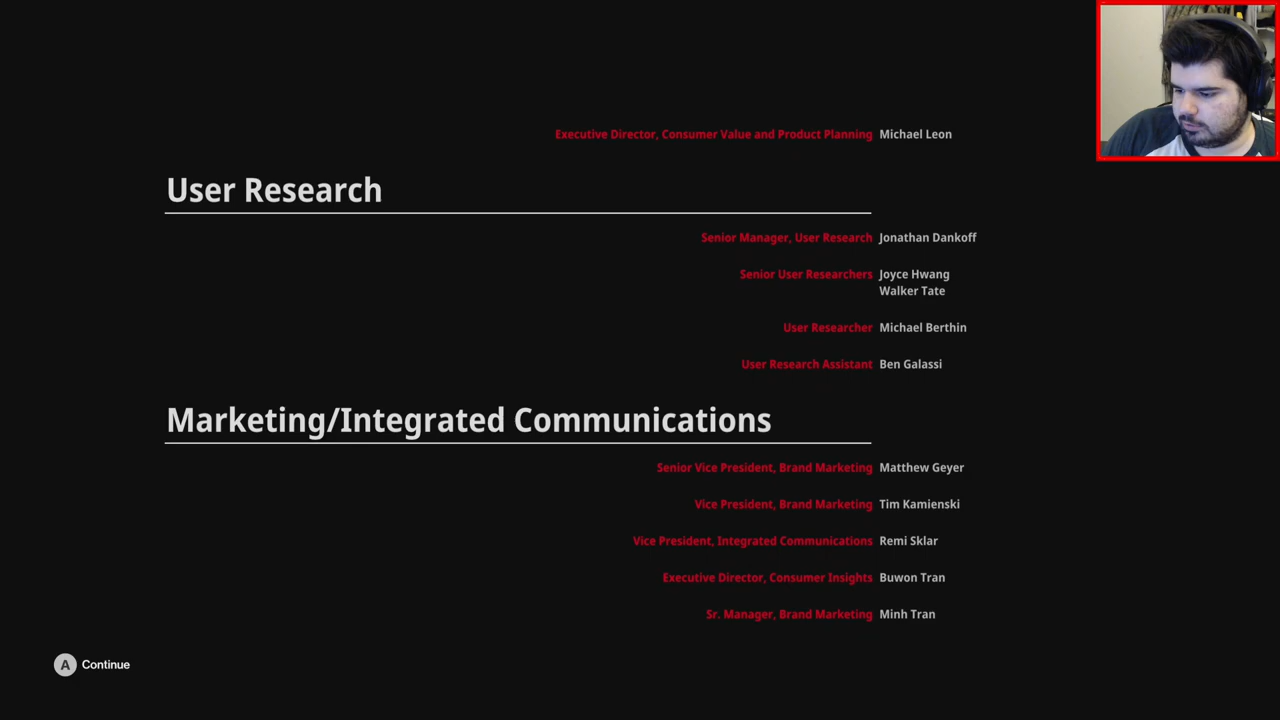 Executive Director, Consumer Value and Product Planning Michael Leon
User Research
Senior Manager, User Research Jonathan Dankoff
Senior User Researchers Joyce Hwang
Walker Tate
User Researcher Michael Berthin
User Research Assistant Ben Galassi
Marketing/Integrated Communications
Senior Vice President, Brand Marketing Matthew Geyer
Vice President, Brand Marketing Tim Kamienski
Vice President, Integrated Communications Remi Sklar
Executive Director, Consumer Insights Buwon Tran
Sr. Manager, Brand Marketing Minh Tran
A Continue